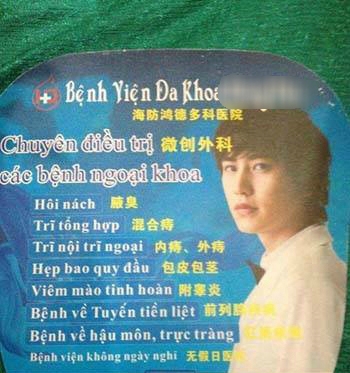 Bệnh Viện Đa Khoa
海防鸿德多科医院
Chuyên điều trị 微创外科
các bệnh ngoại khoa
Hôi nách 腋臭
Trĩ tổng hợp 混合痔
Trĩ nội trĩ ngoại 内痔、外痔
Hẹp bao quy đầu 包皮包茎
Viêm mào tinh hoàn 附睾炎
Bệnh về Tuyến tiền liệt 前列腺
Bệnh về hậu môn, trực tràng
Bệnh viện không ngày nghỉ 无假日医院